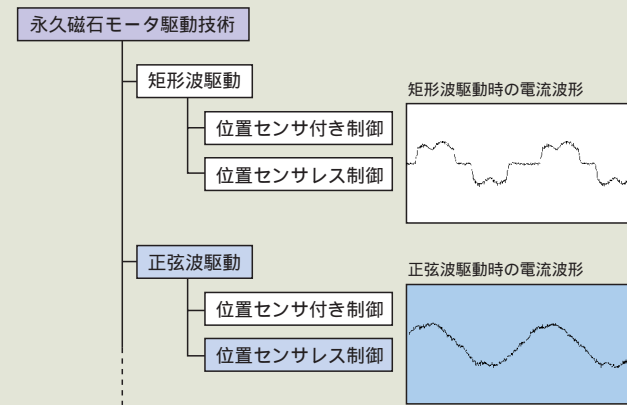 永久磁石モータ駆動技術
矩形波駆動
矩形波駆動時の電流波形
位置センサ付き制御
位置センサレス制御
正弦波駆動
正弦波駆動時の電流波形
位置センサ付き制御
位置センサレス制御